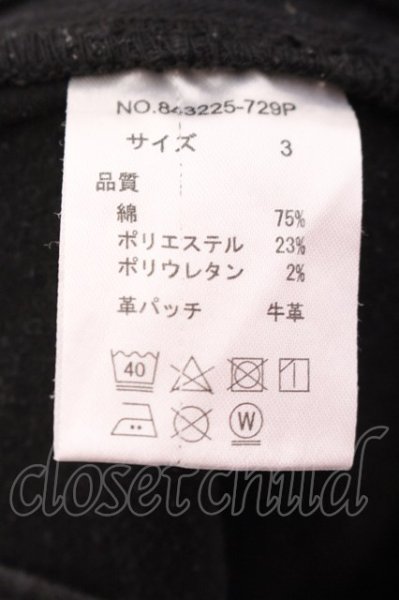 NO.843225-729P
サイズ 3
品質
綿 75%
ポリエステル 23%
ポリウレタン 2%
革パッチ 牛革
40
W
closet child